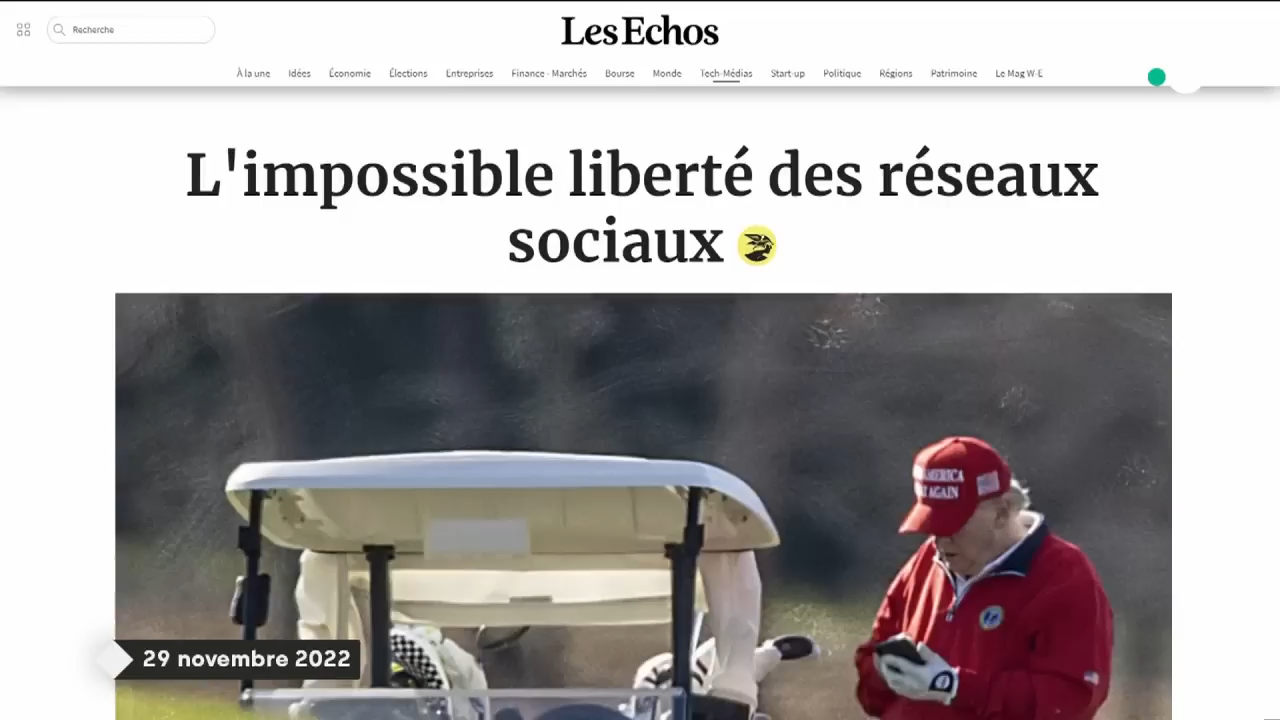 Recherche
Les Echos
À la une Idées Économie Élections Entreprises Finance - Marchés Bourse Monde Tech-Médias Start-up Politique Régions Patrimoine Le Mag W-E
L'impossible liberté des réseaux
sociaux
AMERICA
AGAIN
29 novembre 2022